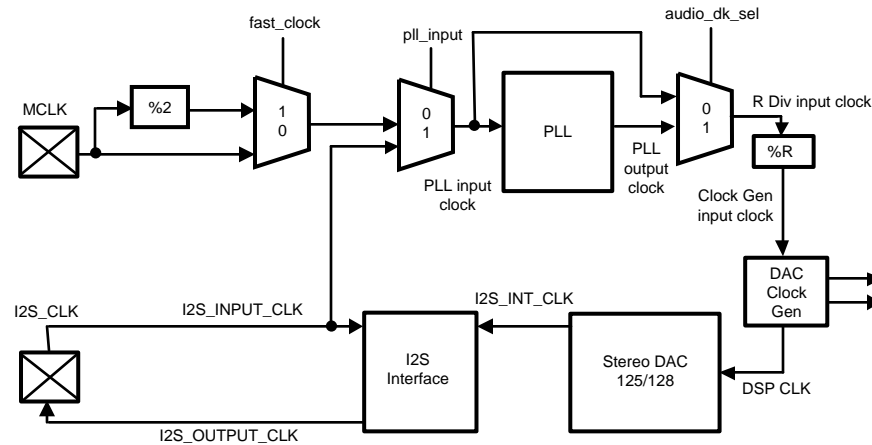 fast_clock
pll_input
audio_dk_sel
MCLK
%2
1
0
0
1
PLL
0
1
R Div input clock
%R
PLL input
clock
PLL
output
clock
Clock Gen
input clock
DAC
Clock
Gen
I2S_CLK
I2S_INPUT_CLK
I2S_INT_CLK
I2S
Interface
Stereo DAC
125/128
DSP CLK
I2S_OUTPUT_CLK